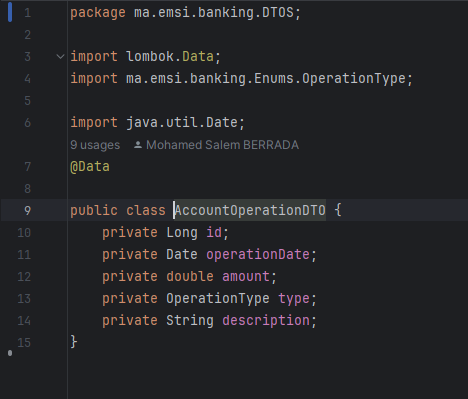 1 package ma.emsi.banking.DTOS;
2
3 import lombok.Data;
4 import ma.emsi.banking.Enums.OperationType;
5
6 import java.util.Date;
9 usages Mohamed Salem BERRADA
7 @Data
8
9 public class AccountOperationDTO {
10 private Long id;
11 private Date operationDate;
12 private double amount;
13 private OperationType type;
14 private String description;
15 }